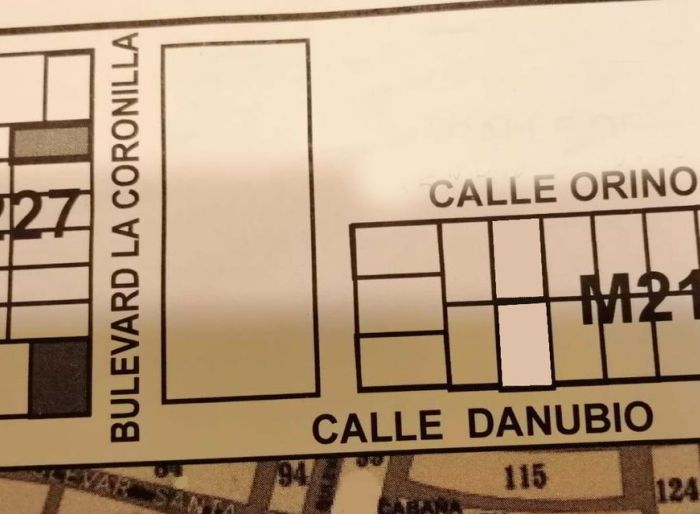 BULEVARD LA CORONILLA
CALLE ORINO
227
M21
CALLE DANUBIO
94
115
124
CABAÑA